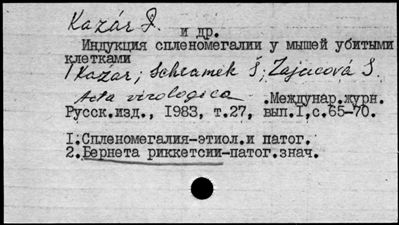 Kazár J.
и др.
Индукция спленомегалии у мышей убитыми
клетками
/Kazar; Schramek Š; Zajacová S.
Acta virologica .Междунар.журн.
Русск.изд., 1983, т.27, вып.I,с.65-70.
I.Спленомегалия-этиол.и патог.
2.Бернета риккетсии-патог.знач.